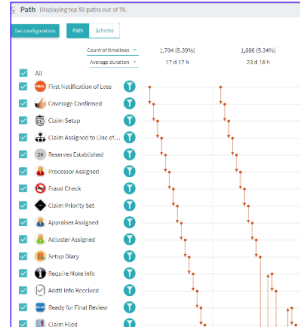 Path Displaying top 50 paths out of 76.
Set configuration Path Schema
Count of timelines 1,704 (5.39%) 1,686 (5.34%)
Average duration 17 d 17 h 23 d 18 h
All
First Notification of Loss
Coverage Confirmed
Claim Setup
Claim Assigned to Line of...
Reserves Established
Processor Assigned
Fraud Check
Claim Priority Set
Appraiser Assigned
Adjuster Assigned
Setup Diary
Require More Info
Addtl Info Received
Ready for Final Review
Claim Filed